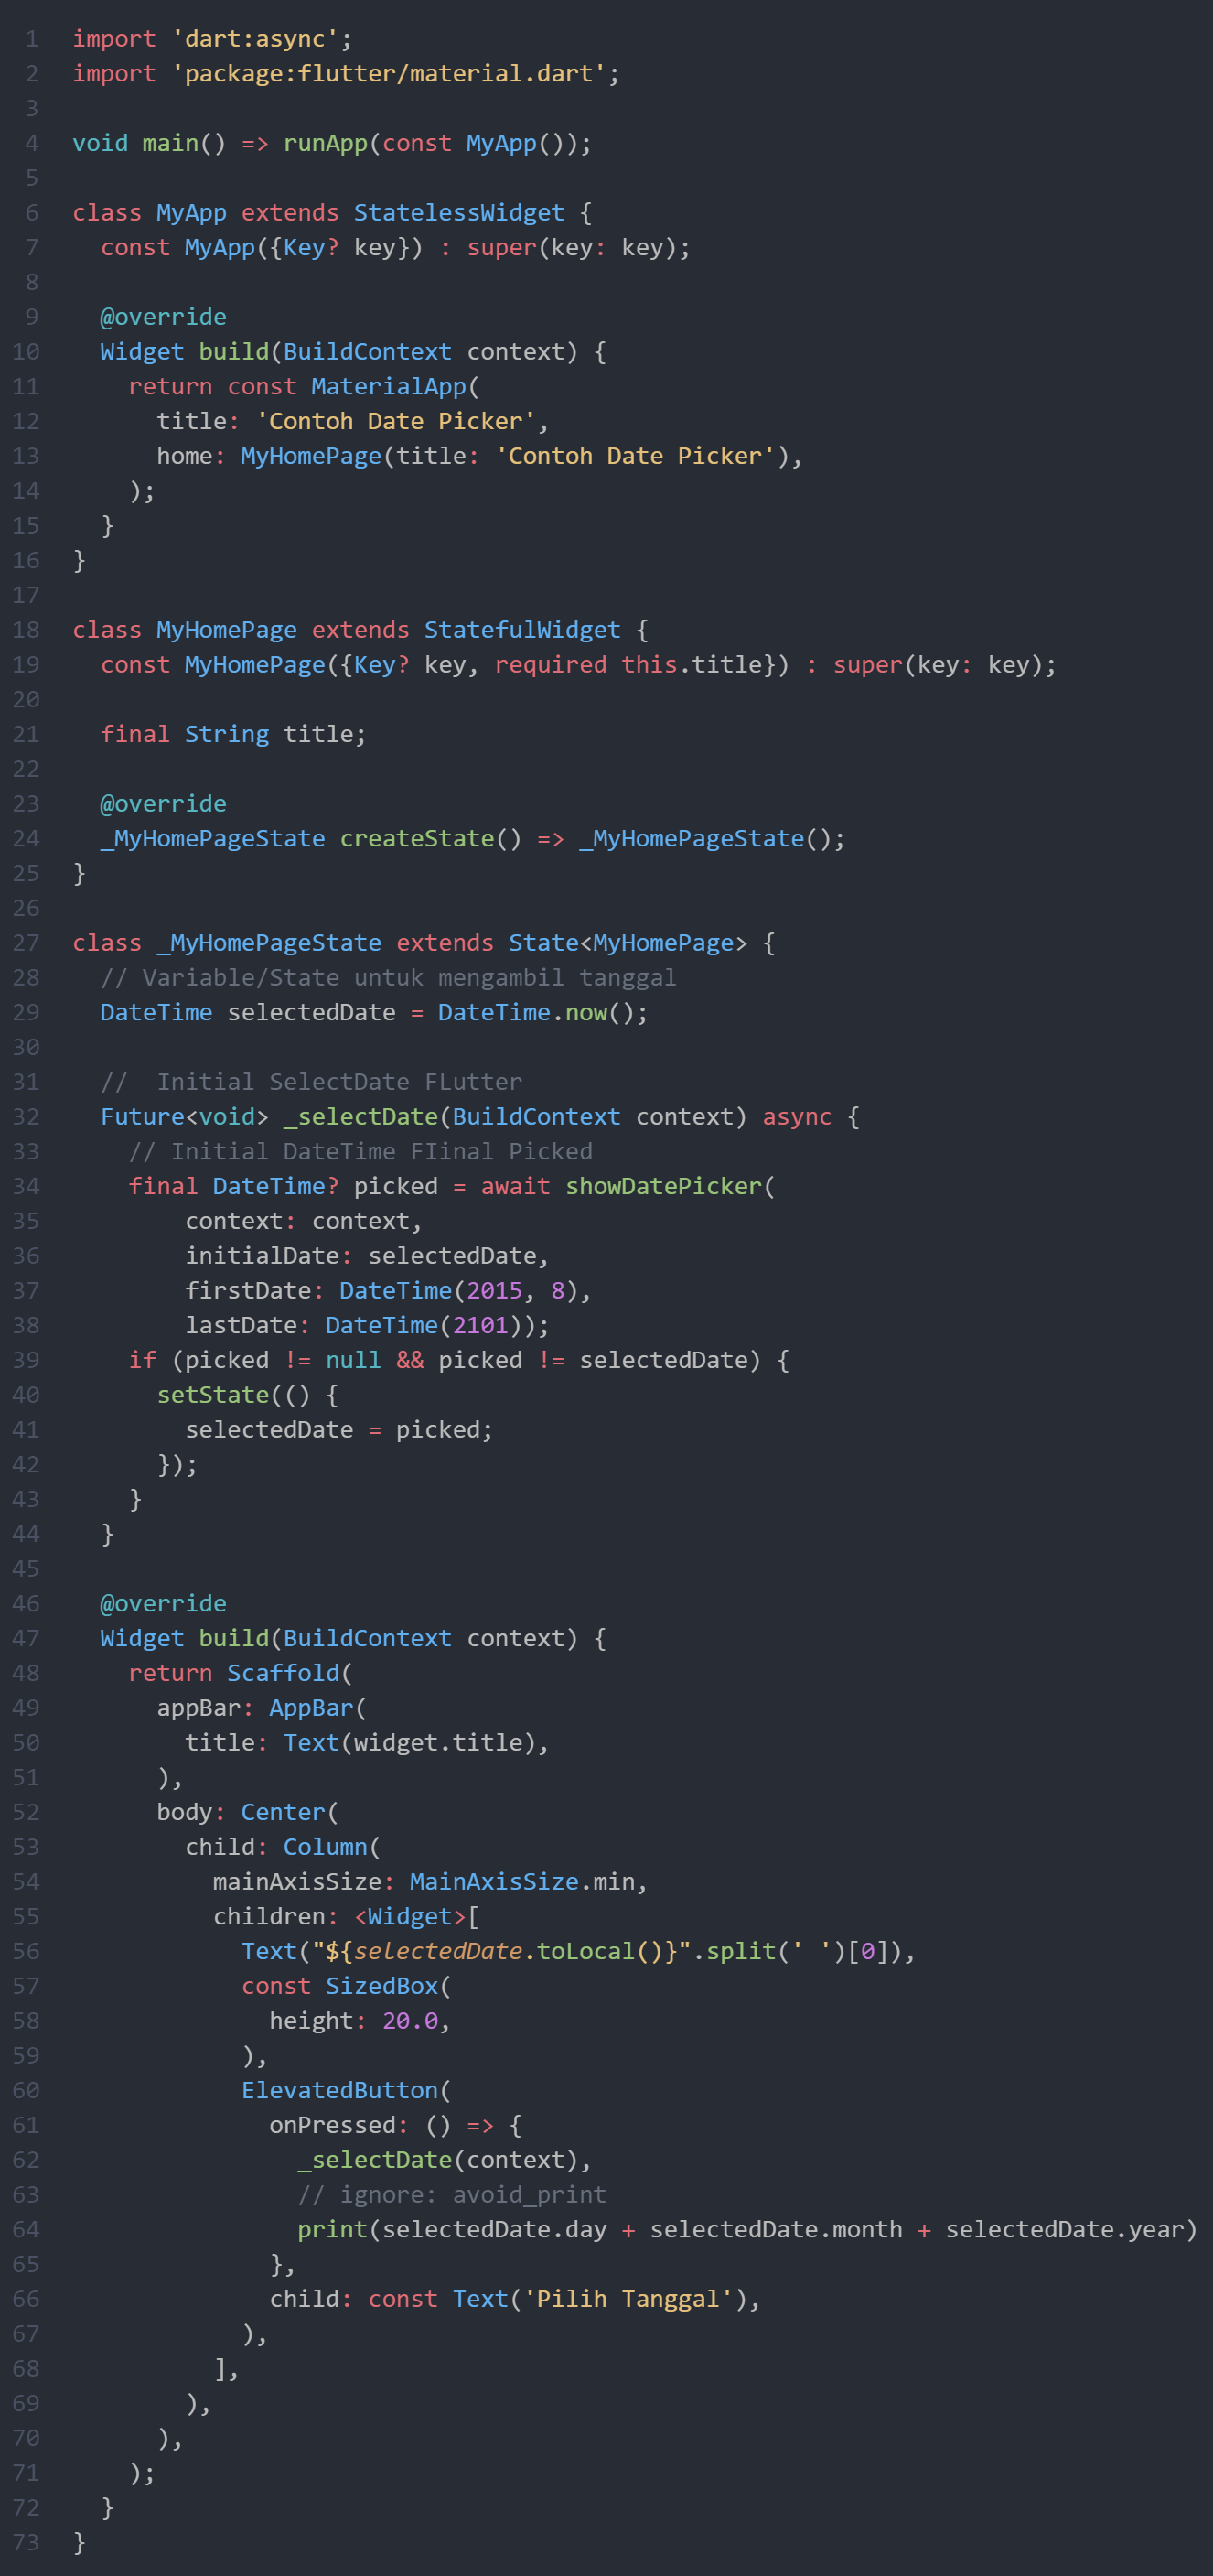 1 import 'dart:async';
2 import 'package:flutter/material.dart';
3
4 void main() => runApp(const MyApp());
5
6 class MyApp extends StatelessWidget {
7   const MyApp({Key? key}) : super(key: key);
8
9   @override
10   Widget build(BuildContext context) {
11     return const MaterialApp(
12       title: 'Contoh Date Picker',
13       home: MyHomePage(title: 'Contoh Date Picker'),
14     );
15   }
16 }
17
18 class MyHomePage extends StatefulWidget {
19   const MyHomePage({Key? key, required this.title}) : super(key: key);
20
21   final String title;
22
23   @override
24   _MyHomePageState createState() => _MyHomePageState();
25 }
26
27 class _MyHomePageState extends State<MyHomePage> {
28   // Variable/State untuk mengambil tanggal
29   DateTime selectedDate = DateTime.now();
30
31   //  Initial SelectDate FLutter
32   Future<void> _selectDate(BuildContext context) async {
33     // Initial DateTime FIinal Picked
34     final DateTime? picked = await showDatePicker(
35         context: context,
36         initialDate: selectedDate,
37         firstDate: DateTime(2015, 8),
38         lastDate: DateTime(2101));
39     if (picked != null && picked != selectedDate) {
40       setState(() {
41         selectedDate = picked;
42       });
43     }
44   }
45
46   @override
47   Widget build(BuildContext context) {
48     return Scaffold(
49       appBar: AppBar(
50         title: Text(widget.title),
51       ),
52       body: Center(
53         child: Column(
54           mainAxisSize: MainAxisSize.min,
55           children: <Widget>[
56             Text("${selectedDate.toLocal()}".split(' ')[0]),
57             const SizedBox(
58               height: 20.0,
59             ),
60             ElevatedButton(
61               onPressed: () => {
62                 _selectDate(context),
63                 // ignore: avoid_print
64                 print(selectedDate.day + selectedDate.month + selectedDate.year)
65               },
66               child: const Text('Pilih Tanggal'),
67             ),
68           ],
69         ),
70       ),
71     );
72   }
73 }